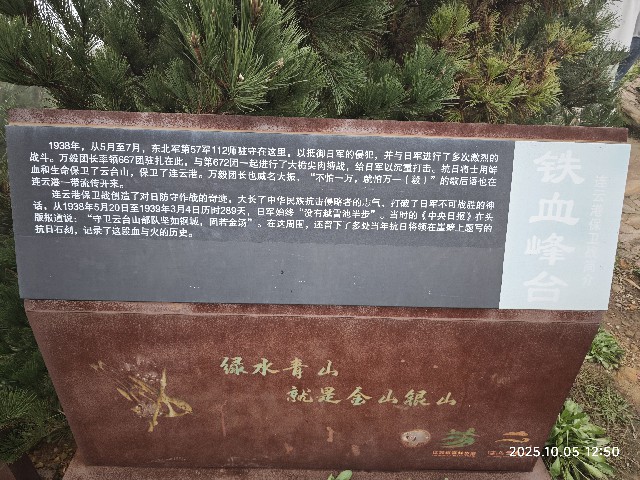 1938年，从5月至7月，东北军第57军112师驻守在这里，以抵御日军的侵犯，并与日军进行了多次激烈的
战斗。万毅团长率领667团驻扎在此，与第672团一起进行了大桅尖肉搏战，给日军以沉重打击。抗日将士用鲜
血和生命保卫了云台山，保卫了连云港。万毅团长也威名大振，“不怕一万，就怕万一（毅）”的歇后语也在
连云港一带流传开来。
连云港保卫战创造了对日防守作战的奇迹，大长了中华民族抗击侵略者的志气，打破了日军不可战胜的神
话。从1938年5月20日至1939年3月4日历时289天，日军始终“没有越雷池半步”。当时的《中央日报》在头
版报道说：“守卫云台山部队坚如钢城，固若金汤”。在这周围，还留下了多处当年抗日将领在崖壁上题写的
抗日石刻，记录了这段血与火的历史。
铁血峰台
绿水青山
就是金山银山
2025.10.05 12:50